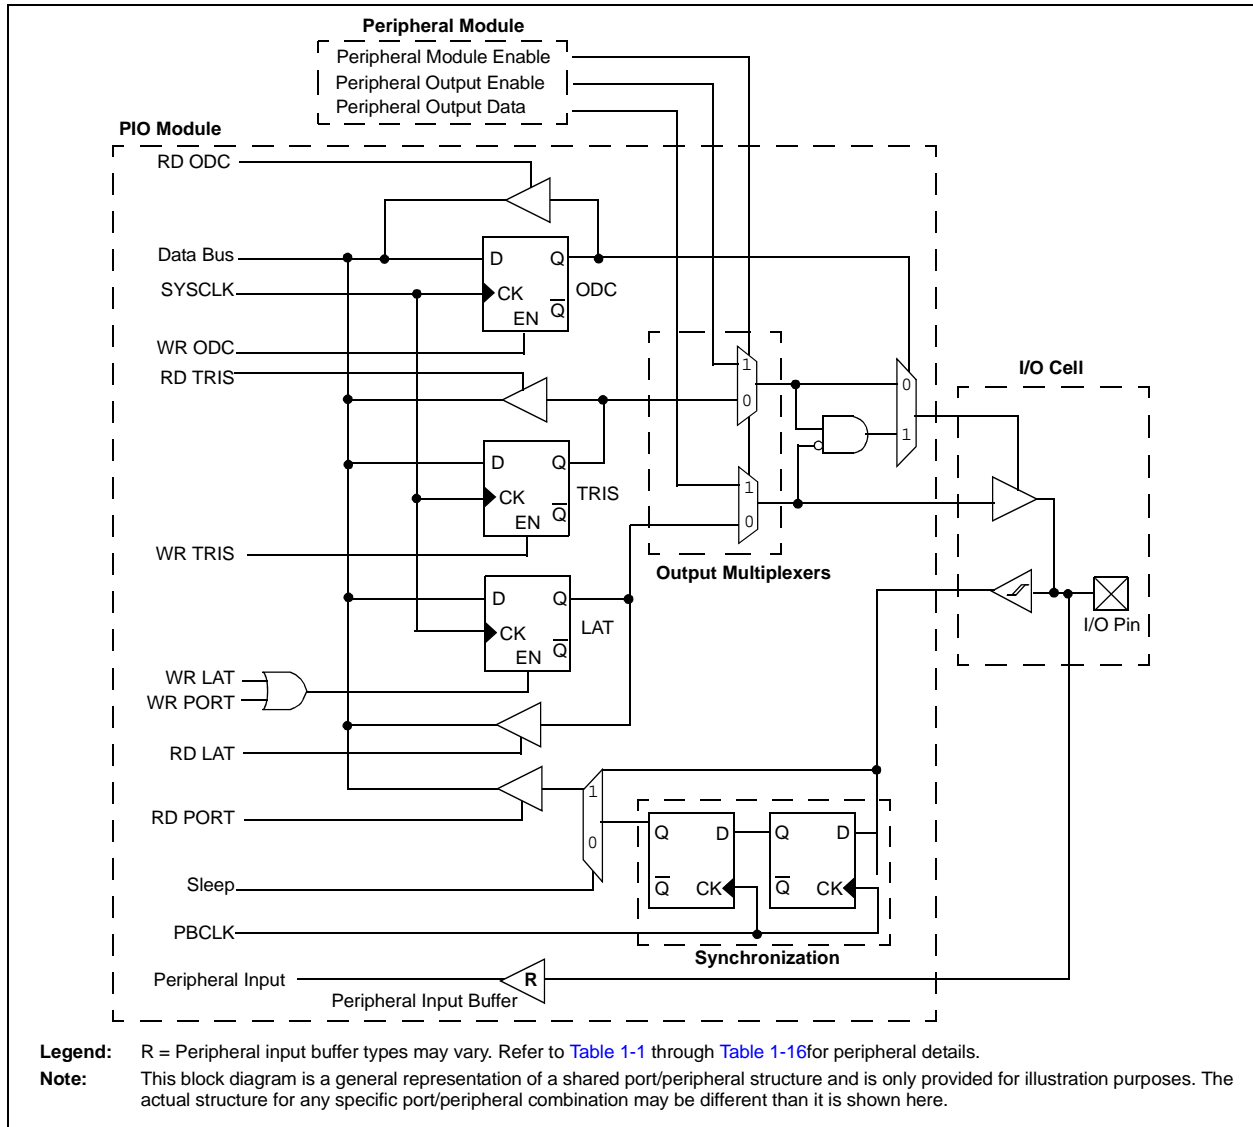 Peripheral Module
Peripheral Module Enable
Peripheral Output Enable
Peripheral Output Data
PIO Module
RD ODC
Data Bus
D Q
SYSCLK
CK
ODC
EN Q
WR ODC
RD TRIS
1
0
I/O Cell
0
1
D Q
CK
TRIS
EN Q
1
0
WR TRIS
Output Multiplexers
D Q
CK
LAT
EN Q
I/O Pin
WR LAT
WR PORT
RD LAT
RD PORT
1
0
Q D Q D
Q CK Q CK
Sleep
PBCLK
Synchronization
Peripheral Input
R
Peripheral Input Buffer
Legend: R = Peripheral input buffer types may vary. Refer to Table 1-1 through Table 1-16for peripheral details.
Note: This block diagram is a general representation of a shared port/peripheral structure and is only provided for illustration purposes. The
actual structure for any specific port/peripheral combination may be different than it is shown here.